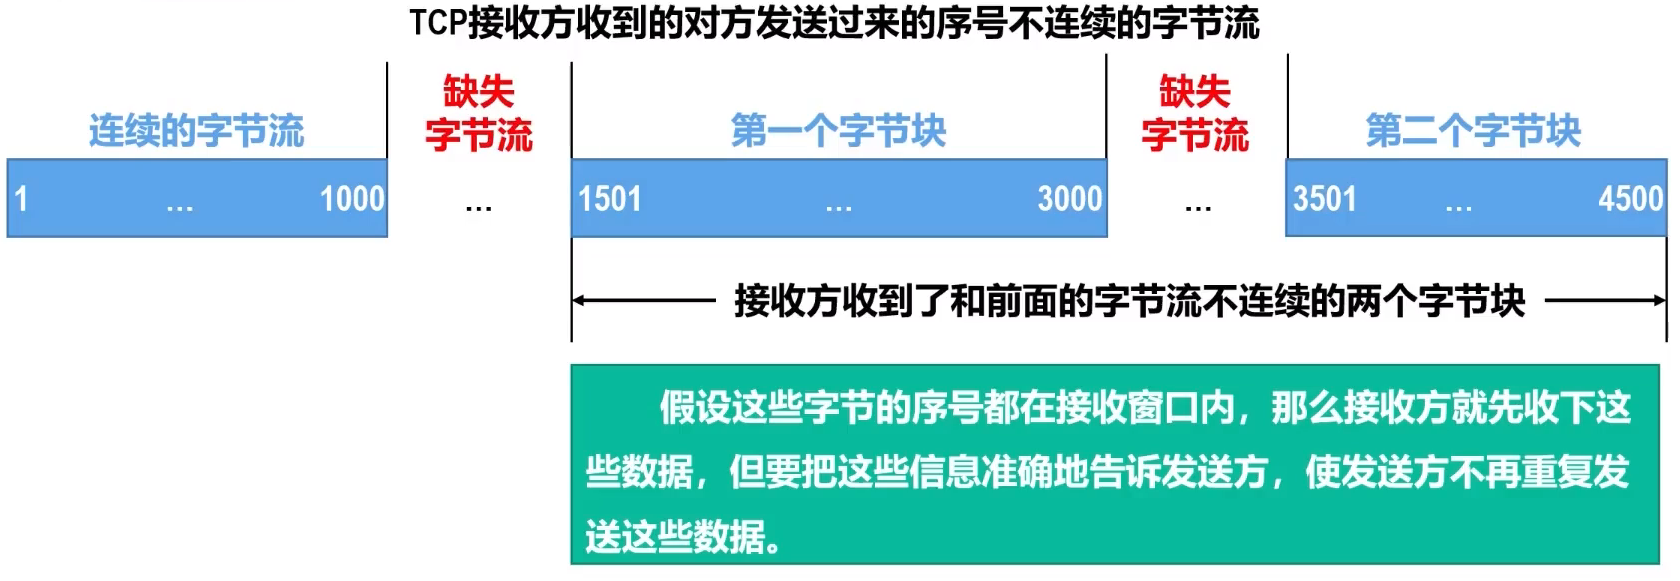 TCP接收方收到的对方发送过来的序号不连续的字节流
连续的字节流
缺失
字节流
第一个字节块
缺失
字节流
第二个字节块
1 … 1000 … 1501 … 3000 … 3501 … 4500
接收方收到了和前面的字节流不连续的两个字节块
假设这些字节的序号都在接收窗口内，那么接收方就先收下这
些数据，但要把这些信息准确地告诉发送方，使发送方不再重复发
送这些数据。